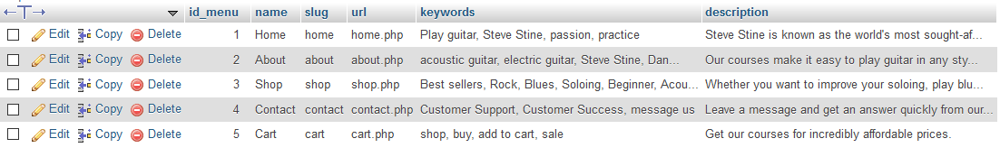 id_menu name slug url keywords description
Edit Copy Delete 1 Home home home.php Play guitar, Steve Stine, passion, practice Steve Stine is known as the world's most sought-af...
Edit Copy Delete 2 About about about.php acoustic guitar, electric guitar, Steve Stine, Dan... Our courses make it easy to play guitar in any sty...
Edit Copy Delete 3 Shop shop shop.php Best sellers, Rock, Blues, Soloing, Beginner, Acou... Whether you want to improve your soloing, play blu...
Edit Copy Delete 4 Contact contact contact.php Customer Support, Customer Success, message us Leave a message and get an answer quickly from our...
Edit Copy Delete 5 Cart cart cart.php shop, buy, add to cart, sale Get our courses for incredibly affordable prices.